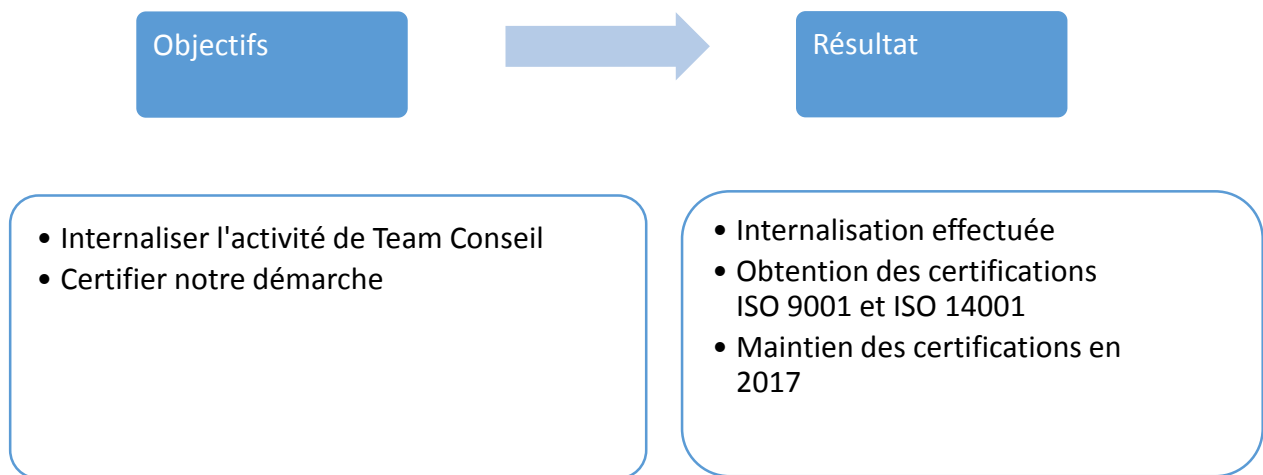 Objectifs
Résultat
• Internaliser l'activité de Team Conseil
• Certifier notre démarche
• Internalisation effectuée
• Obtention des certifications
ISO 9001 et ISO 14001
• Maintien des certifications en
2017